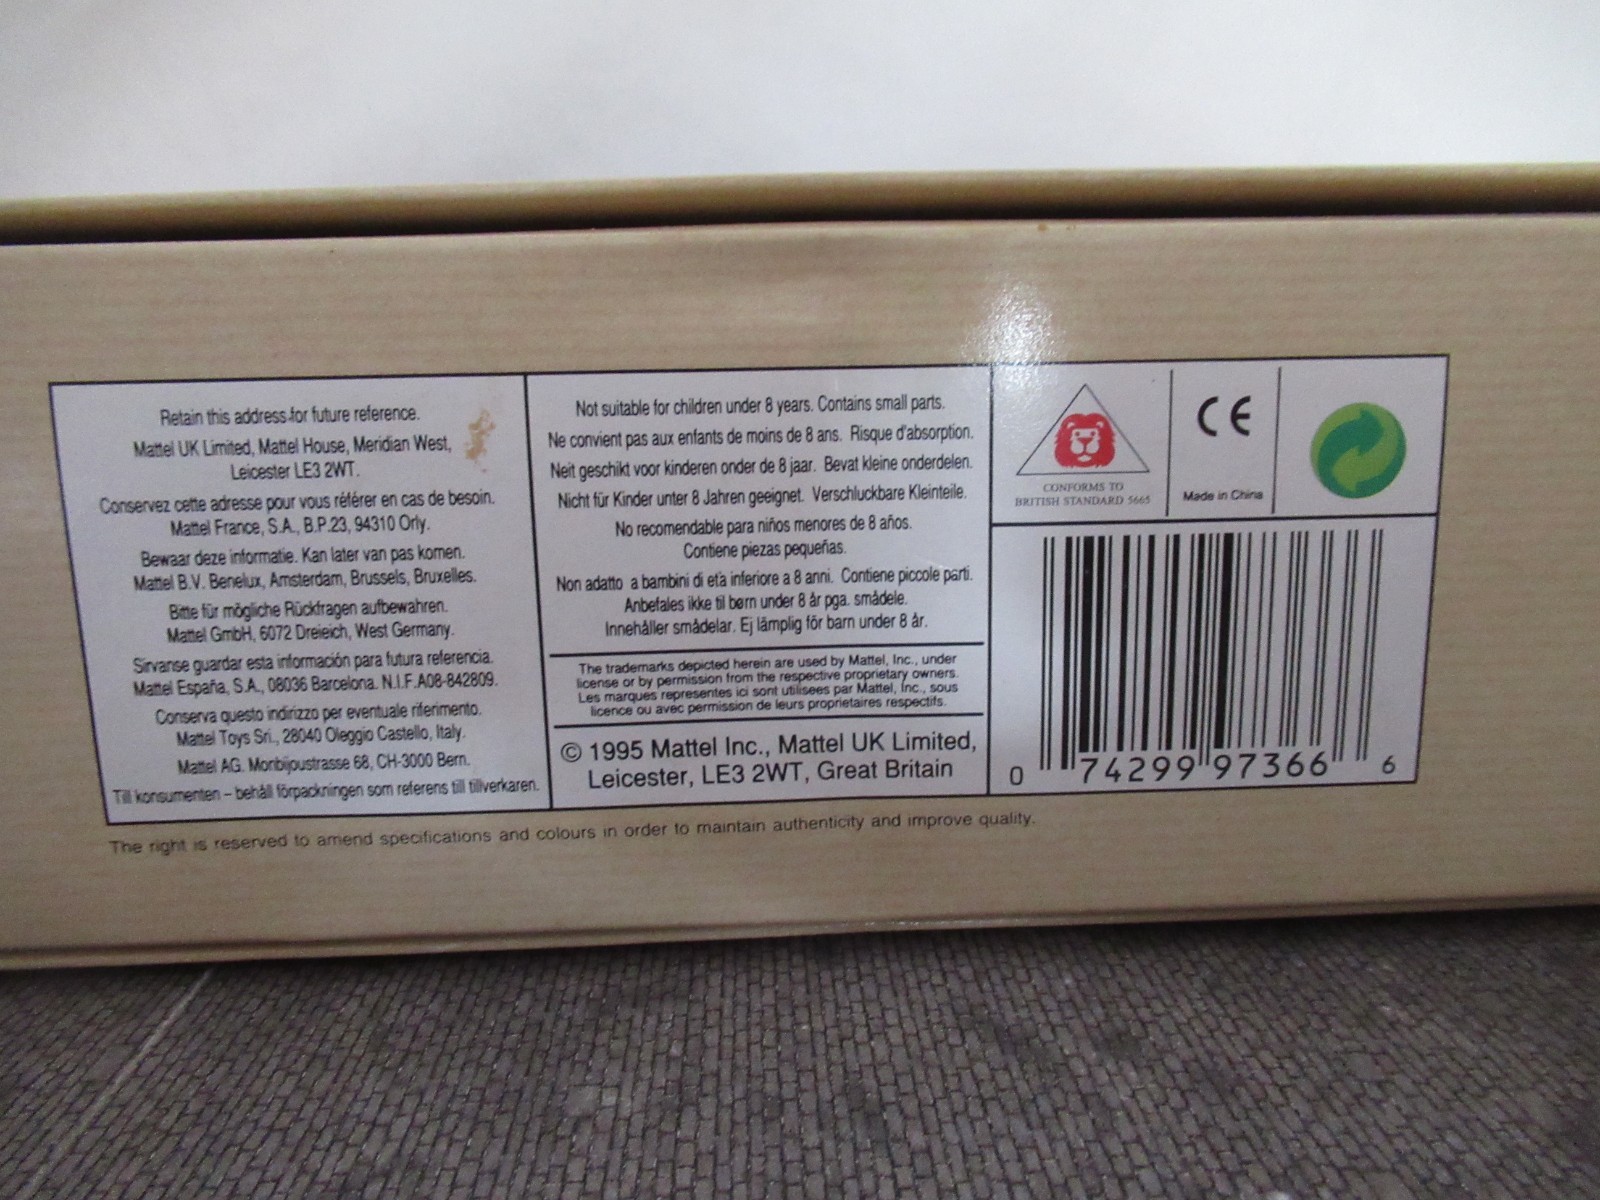 Retain this address for future reference.
Mattel UK Limited, Mattel House, Meridian West,
Leicester LE3 2WT.
Conservez cette adresse pour vous référer en cas de besoin.
Mattel France, S.A., B.P.23, 94310 Orly.
Bewaar deze informatie. Kan later van pas komen.
Mattel B.V. Benelux, Amsterdam, Brussels, Bruxelles.
Bitte für mögliche Rückfragen aufbewahren.
Mattel GmbH, 6072 Dreieich, West Germany.
Sirvanse guardar esta información para futura referencia.
Mattel España, S.A., 08036 Barcelona. N.I.F.A08-842809.
Conserva questo indirizzo per eventuale riferimento.
Mattel Toys Srl., 28040 Oleggio Castello, Italy.
Mattel AG. Monbijoustrasse 68, CH-3000 Bern.
Till konsumenten – behåll förpackningen som referens till tillverkaren.
Not suitable for children under 8 years. Contains small parts.
Ne convient pas aux enfants de moins de 8 ans. Risque d'absorption.
Neit geschikt voor kinderen onder de 8 jaar. Bevat kleine onderdelen.
Nicht für Kinder unter 8 Jahren geeignet. Verschluckbare Kleinteile.
No recomendable para niños menores de 8 años.
Contiene piezas pequeñas.
Non adatto a bambini di età inferiore a 8 anni. Contiene piccole parti.
Anbefales ikke til børn under 8 år pga. smådele.
Innehåller smådelar. Ej lämplig för barn under 8 år.
The trademarks depicted herein are used by Mattel, Inc., under
license or by permission from the respective proprietary owners.
Les marques representes ici sont utilisees par Mattel, Inc., sous
licence ou avec permission de leurs proprietaires respectifs.
© 1995 Mattel Inc., Mattel UK Limited,
Leicester, LE3 2WT, Great Britain
CONFORMS TO
BRITISH STANDARD 5665
CE
Made in China
0 74299 97366 6
The right is reserved to amend specifications and colours in order to maintain authenticity and improve quality.